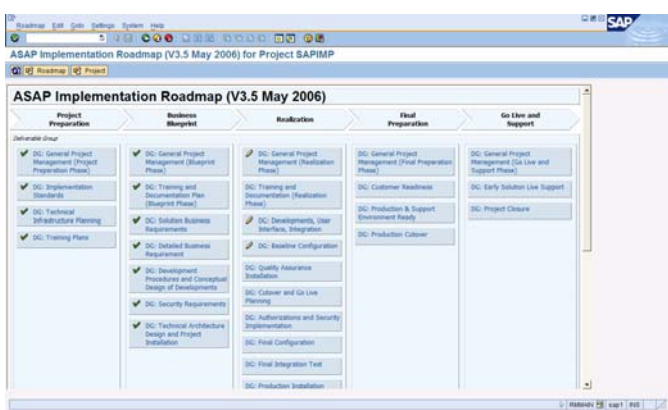 Roadmap Edit Goto Settings System Help
SAP
ASAP Implementation Roadmap (V3.5 May 2006) for Project SAPIMP
Roadmap Project
ASAP Implementation Roadmap (V3.5 May 2006)
Project
Preparation
Business
Blueprint
Realization
Final
Preparation
Go Live and
Support
Deliverable Group
DG: General Project
Management (Project
Preparation Phase)
DG: Implementation
Standards
DG: Technical
Infrastructure Planning
DG: Training Plans
DG: General Project
Management (Blueprint
Phase)
DG: Training and
Documentation Plan
(Blueprint Phase)
DG: Solution Business
Requirements
DG: Detailed Business
Requirement
DG: Development
Procedures and Conceptual
Design of Developments
DG: Security Requirements
DG: Technical Architecture
Design and Project
Installation
DG: General Project
Management (Realization
Phase)
DG: Training and
Documentation (Realization
Phase)
DG: Developments, User
Interface, Integration
DG: Baseline Configuration
DG: Quality Assurance
Installation
DG: Cutover and Go Live
Planning
DG: Authorizations and Security
Implementation
DG: Final Configuration
DG: Final Integration Test
DG: Production Installation
DG: General Project
Management (Final Preparation
Phase)
DG: Customer Readiness
DG: Production & Support
Environment Ready
DG: Production Cutover
DG: General Project
Management (Go Live and
Support Phase)
DG: Early Solution Live Support
DG: Project Closure
RMMAIN sap1 INS